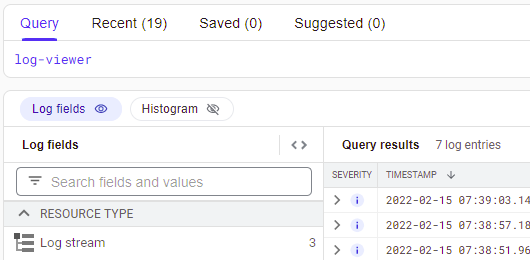 Query Recent (19) Saved (0) Suggested (0)
log-viewer
Log fields Histogram
Log fields Query results 7 log entries
Search fields and values SEVERITY TIMESTAMP
RESOURCE TYPE 2022-02-15 07:39:03.14
Log stream 3 2022-02-15 07:38:57.18
2022-02-15 07:38:51.96